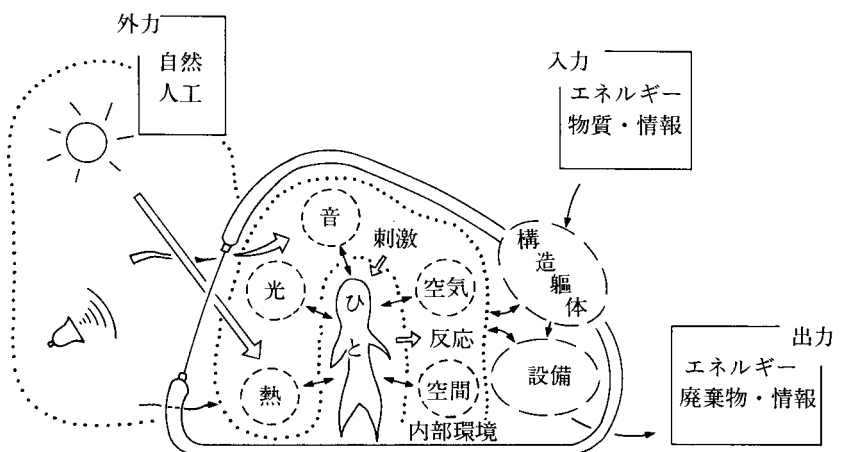 外力
自然
人工
入力
エネルギー
物質・情報
音
刺激
構造軀体
光
ひと
空気
反応
熱
空間
設備
内部環境
出力
エネルギー
廃棄物・情報